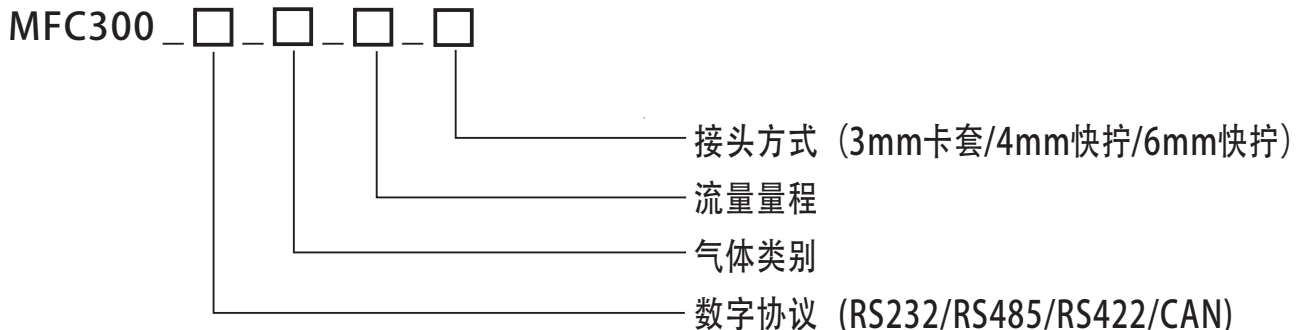 MFC300_□_□_□_□
接头方式（3mm卡套/4mm快拧/6mm快拧）
流量量程
气体类别
数字协议 (RS232/RS485/RS422/CAN)